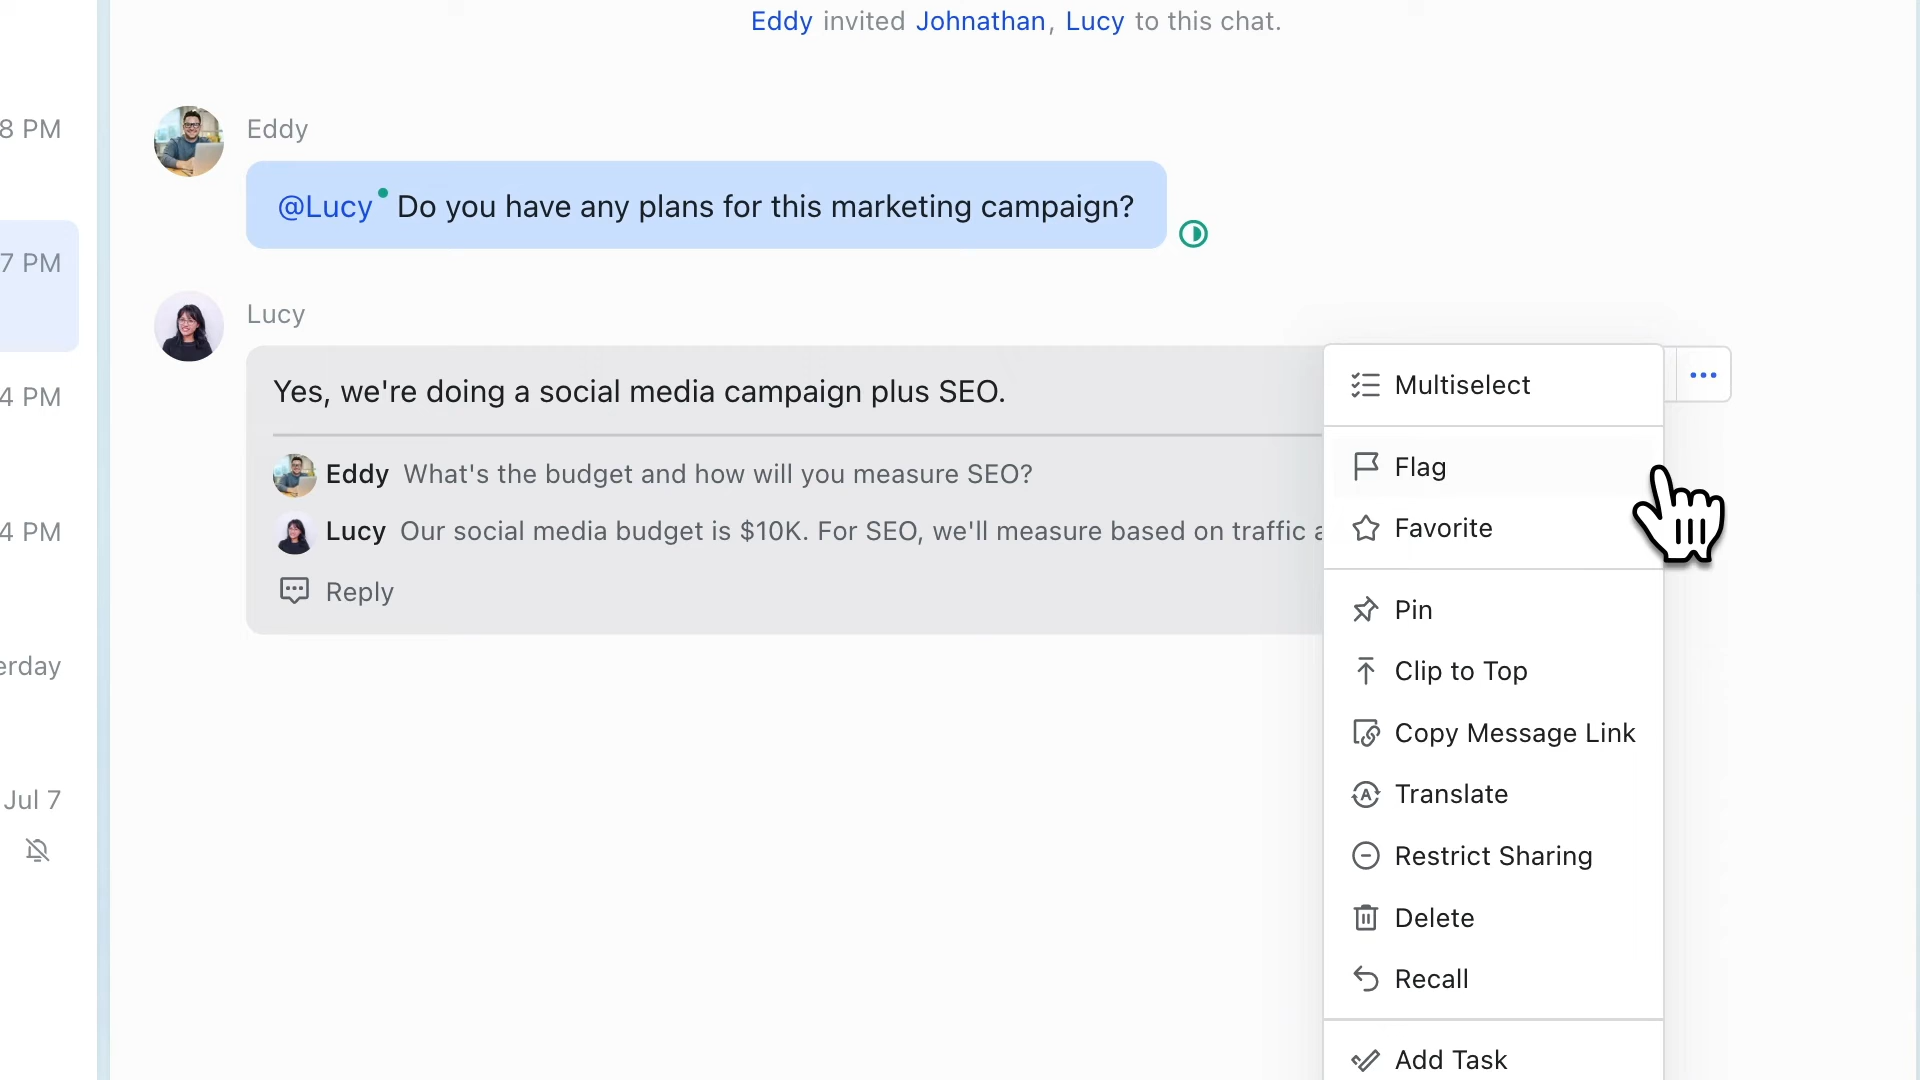 Eddy invited Johnathan, Lucy to this chat.
8 PM
Eddy
@Lucy Do you have any plans for this marketing campaign?
7 PM
Lucy
Yes, we're doing a social media campaign plus SEO.
4 PM
Eddy What's the budget and how will you measure SEO?
Lucy Our social media budget is $10K. For SEO, we'll measure based on traffic a
4 PM
Reply
erday
Jul 7
Multiselect
Flag
Favorite
Pin
Clip to Top
Copy Message Link
Translate
Restrict Sharing
Delete
Recall
Add Task